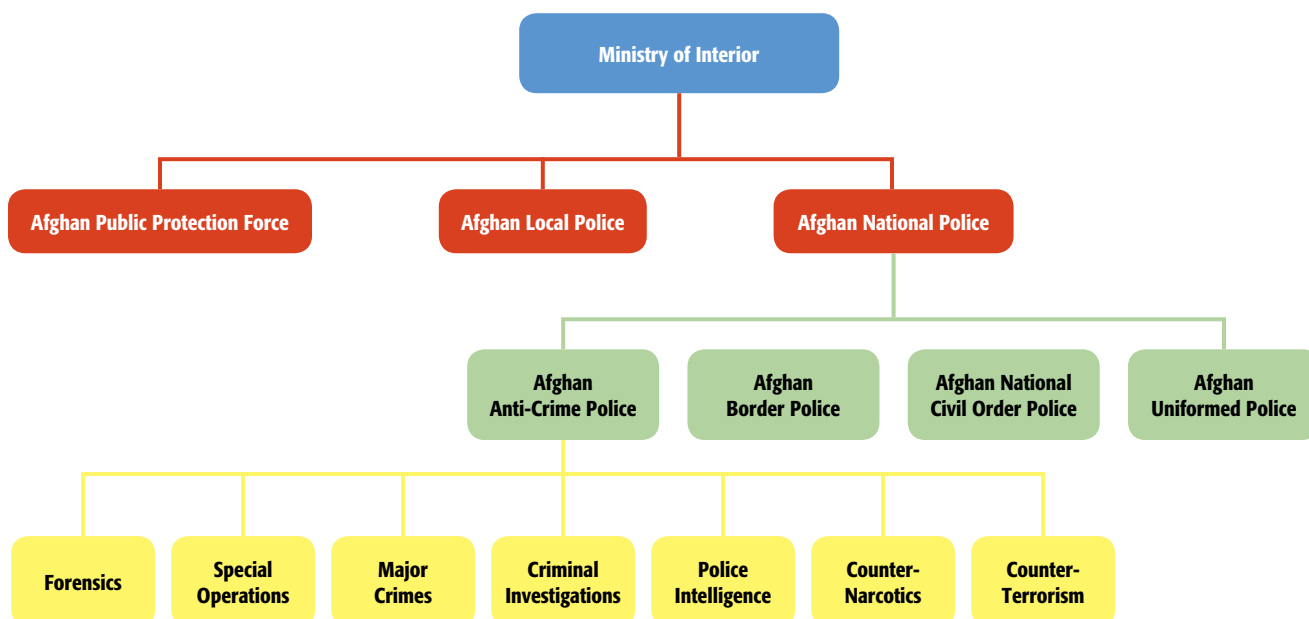 Ministry of Interior
Afghan Public Protection Force
Afghan Local Police
Afghan National Police
Afghan
Anti-Crime Police
Afghan
Border Police
Afghan National
Civil Order Police
Afghan
Uniformed Police
Forensics
Special
Operations
Major
Crimes
Criminal
Investigations
Police
Intelligence
Counter-
Narcotics
Counter-
Terrorism